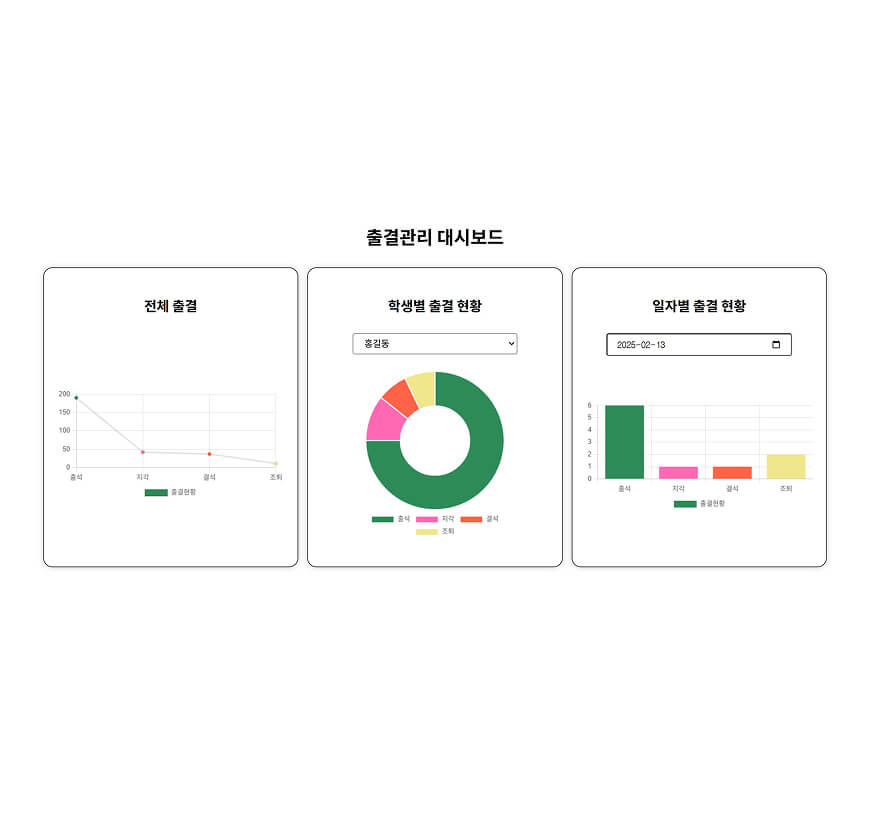 출결관리 대시보드
전체 출결
200
150
100
50
0
출석 지각 결석 조퇴
출결현황
학생별 출결 현황
홍길동
출석 지각 결석
조퇴
일자별 출결 현황
2025-02-13
6
5
4
3
2
1
0
출석 지각 결석 조퇴
출결현황